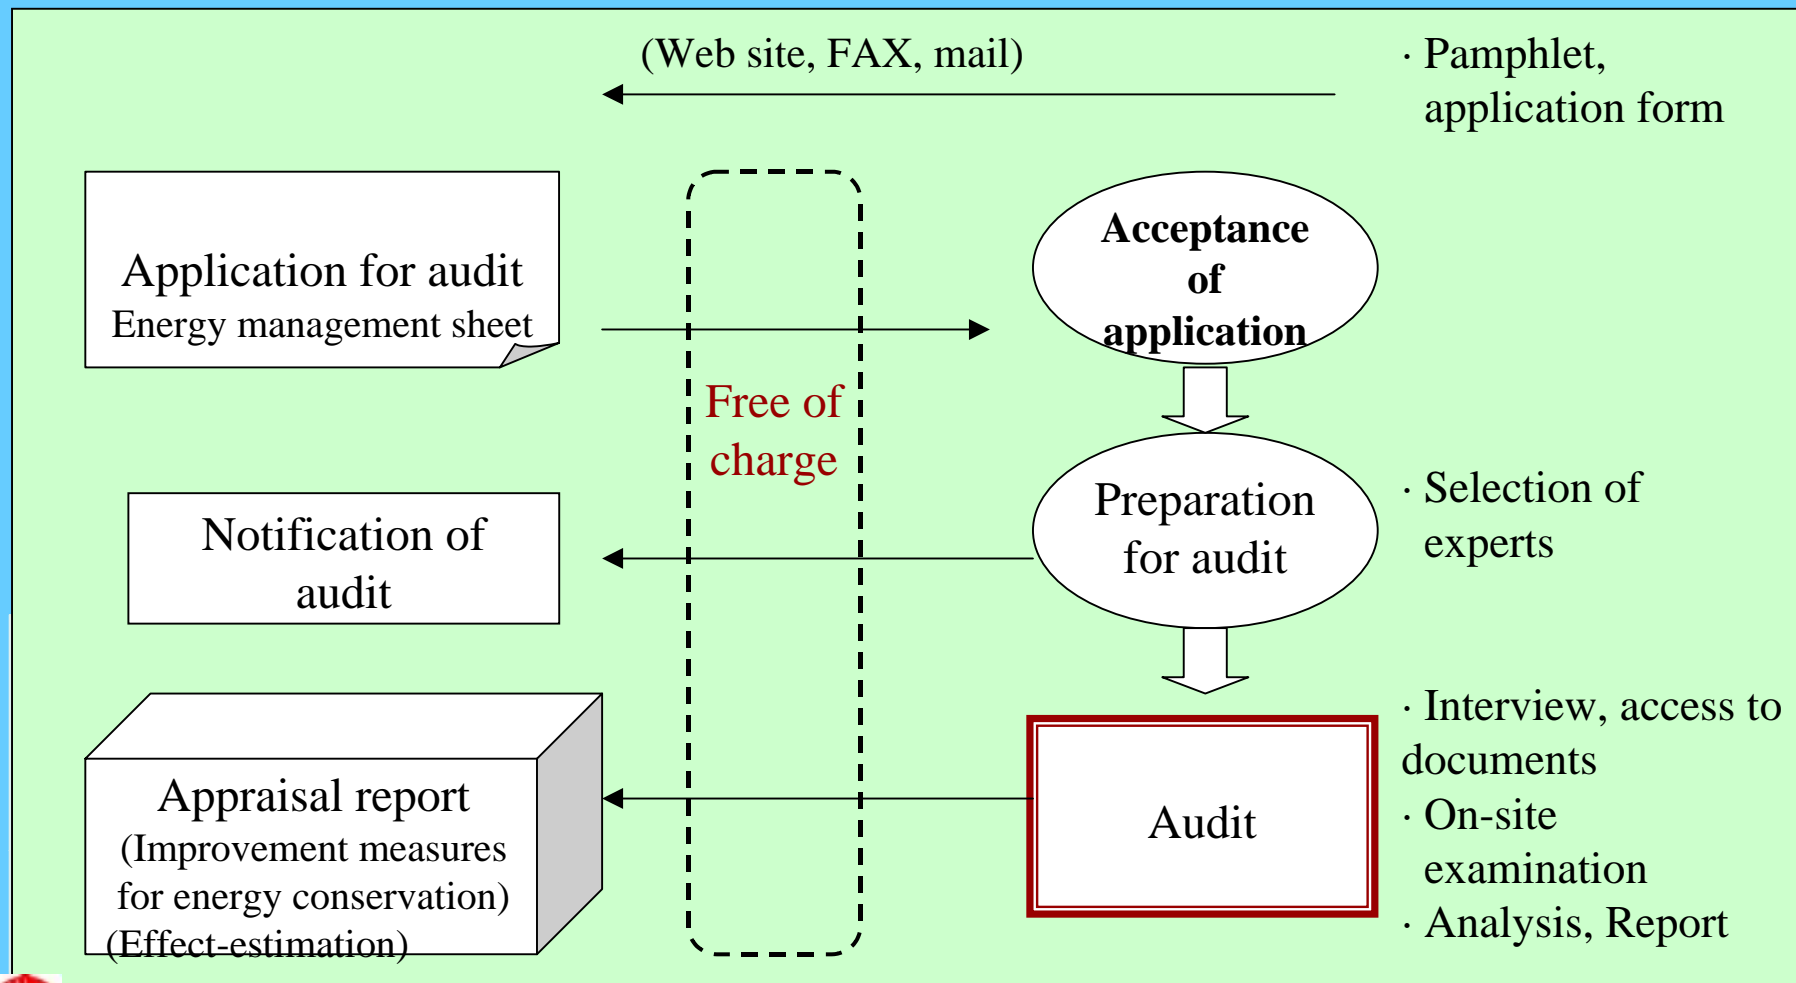 (Web site, FAX, mail)
· Pamphlet,
application form
Application for audit
Energy management sheet
Acceptance
of
application
Free of
charge
Notification of
audit
Preparation
for audit
· Selection of
experts
Appraisal report
(Improvement measures
for energy conservation)
(Effect-estimation)
Audit
· Interview, access to
documents
· On-site
examination
· Analysis, Report